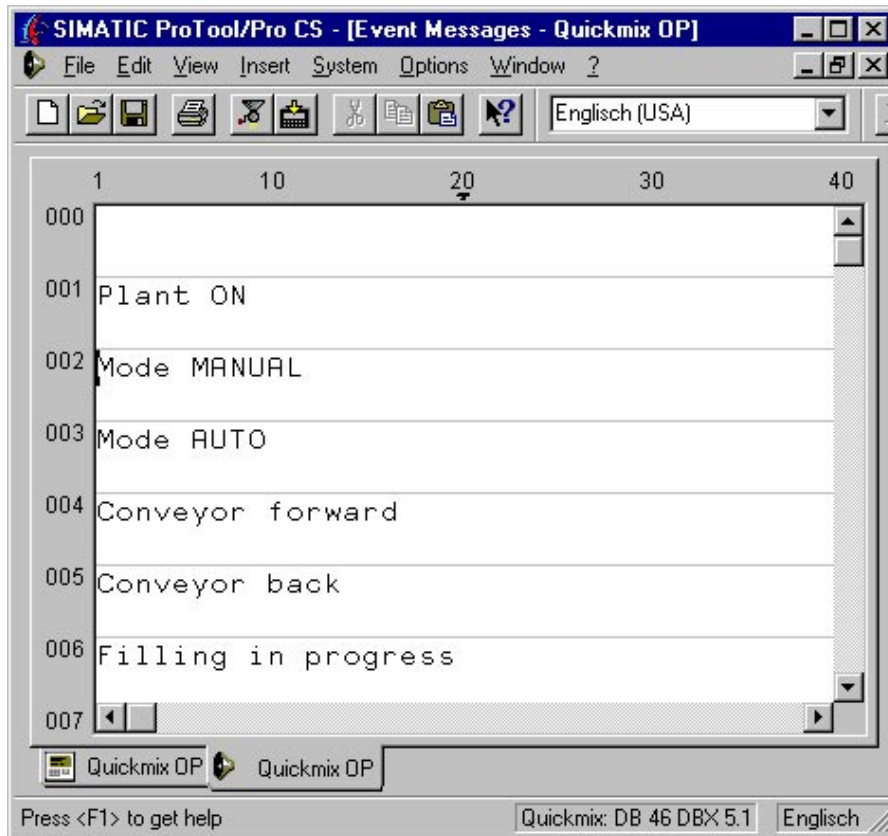 SIMATIC ProTool/Pro CS - [Event Messages - Quickmix OP]
File Edit View Insert System Options Window ?
Englisch (USA)
1 10 20 30 40
000
001 Plant ON
002 Mode MANUAL
003 Mode AUTO
004 Conveyor forward
005 Conveyor back
006 Filling in progress
007
Quickmix OP Quickmix OP
Press <F1> to get help Quickmix: DB 46 DBX 5.1 Englisch